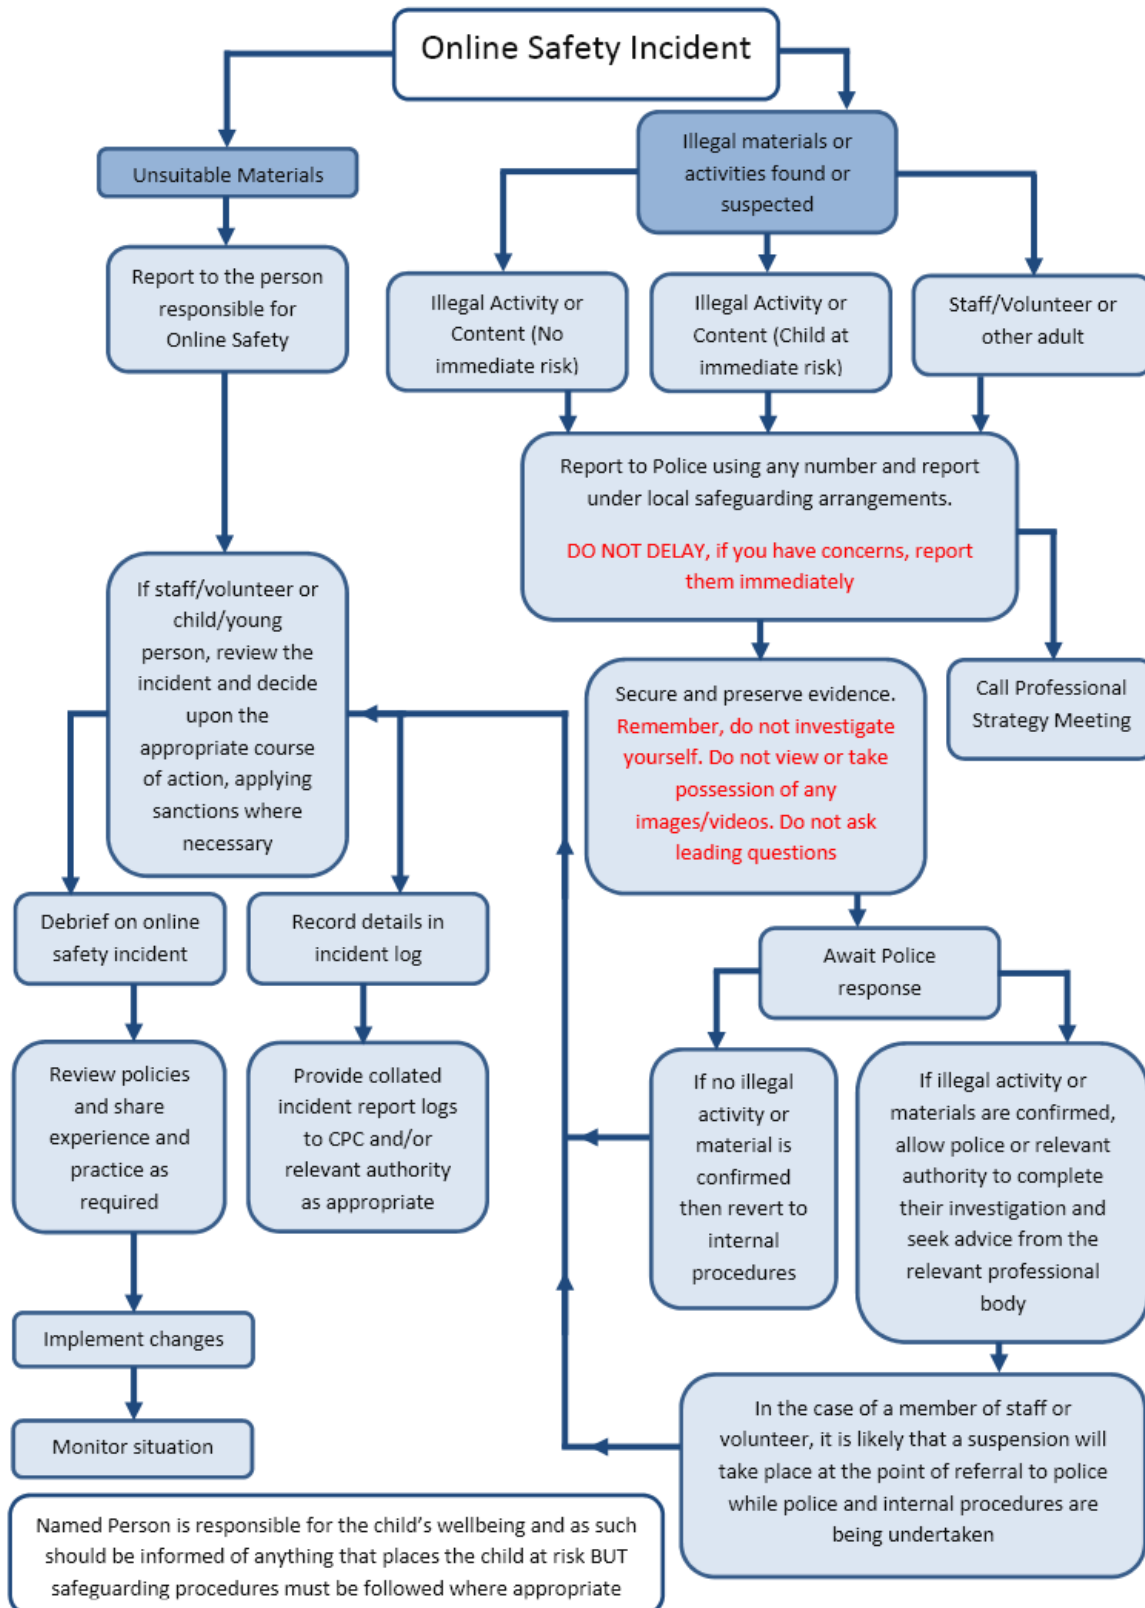 Online Safety Incident
Unsuitable Materials
Illegal materials or
activities found or
suspected
Report to the person
responsible for
Online Safety
Illegal Activity or
Content (No
immediate risk)
Illegal Activity or
Content (Child at
immediate risk)
Staff/Volunteer or
other adult
Report to Police using any number and report
under local safeguarding arrangements.
DO NOT DELAY, if you have concerns, report
them immediately
If staff/volunteer or
child/young
person, review the
incident and decide
upon the
appropriate course
of action, applying
sanctions where
necessary
Secure and preserve evidence.
Remember, do not investigate
yourself. Do not view or take
possession of any
images/videos. Do not ask
leading questions
Call Professional
Strategy Meeting
Debrief on online
safety incident
Record details in
incident log
Await Police
response
Review policies
and share
experience and
practice as
required
Provide collated
incident report logs
to CPC and/or
relevant authority
as appropriate
If no illegal
activity or
material is
confirmed
then revert to
internal
procedures
If illegal activity or
materials are confirmed,
allow police or relevant
authority to complete
their investigation and
seek advice from the
relevant professional
body
Implement changes
Monitor situation
In the case of a member of staff or
volunteer, it is likely that a suspension will
take place at the point of referral to police
while police and internal procedures are
being undertaken
Named Person is responsible for the child's wellbeing and as such
should be informed of anything that places the child at risk BUT
safeguarding procedures must be followed where appropriate